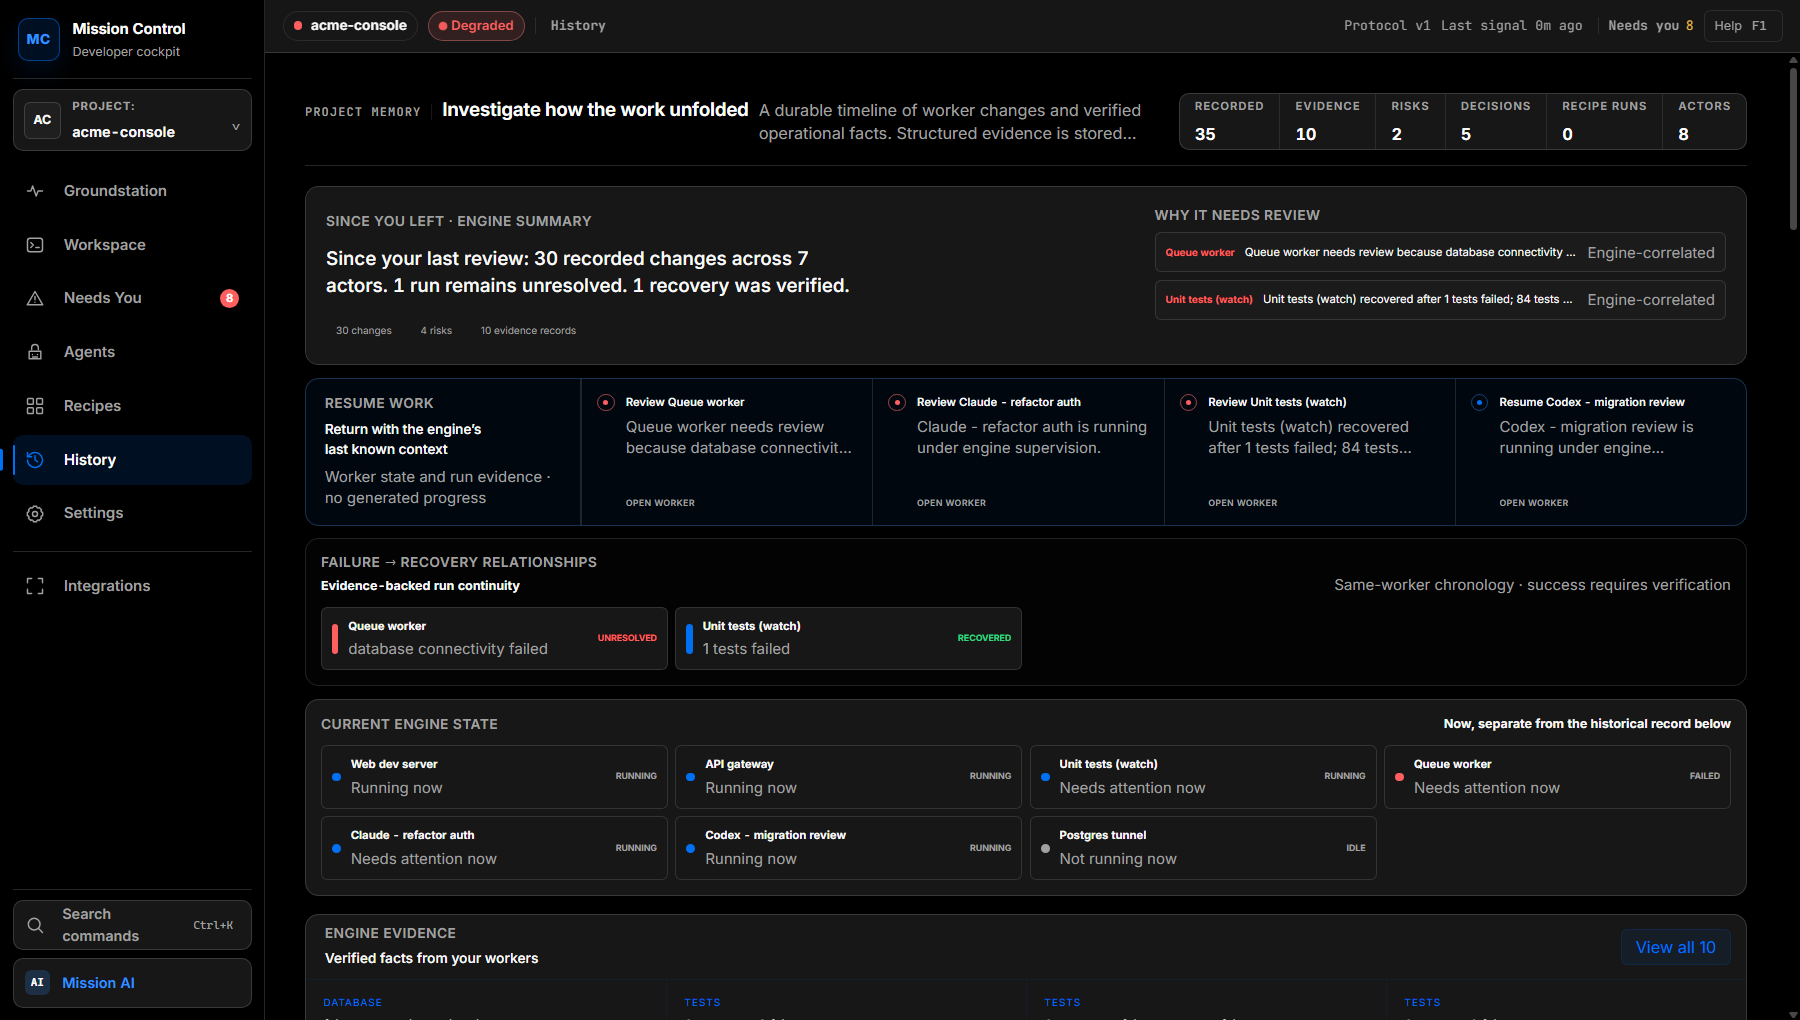 MC
Mission Control
Developer cockpit
AC
PROJECT:
acme-console
Groundstation
Workspace
Needs You
8
Agents
Recipes
History
Settings
Integrations
Search
commands
Ctrl+K
AI
Mission AI
acme-console
Degraded
History
Protocol v1
Last signal 0m ago
Needs you 8
Help F1
PROJECT MEMORY
Investigate how the work unfolded
A durable timeline of worker changes and verified
operational facts. Structured evidence is stored...
RECORDED
35
EVIDENCE
10
RISKS
2
DECISIONS
5
RECIPE RUNS
0
ACTORS
8
SINCE YOU LEFT · ENGINE SUMMARY
Since your last review: 30 recorded changes across 7
actors. 1 run remains unresolved. 1 recovery was verified.
30 changes
4 risks
10 evidence records
WHY IT NEEDS REVIEW
Queue worker
Queue worker needs review because database connectivity ...
Engine-correlated
Unit tests (watch)
Unit tests (watch) recovered after 1 tests failed; 84 tests ...
Engine-correlated
RESUME WORK
Return with the engine's
last known context
Worker state and run evidence ·
no generated progress
Review Queue worker
Queue worker needs review
because database connectivit...
OPEN WORKER
Review Claude - refactor auth
Claude - refactor auth is running
under engine supervision.
OPEN WORKER
Review Unit tests (watch)
Unit tests (watch) recovered
after 1 tests failed; 84 tests...
OPEN WORKER
Resume Codex - migration review
Codex - migration review is
running under engine...
OPEN WORKER
FAILURE → RECOVERY RELATIONSHIPS
Evidence-backed run continuity
Same-worker chronology · success requires verification
Queue worker
database connectivity failed
UNRESOLVED
Unit tests (watch)
1 tests failed
RECOVERED
CURRENT ENGINE STATE
Now, separate from the historical record below
Web dev server
Running now
RUNNING
API gateway
Running now
RUNNING
Unit tests (watch)
Needs attention now
RUNNING
Queue worker
Needs attention now
FAILED
Claude - refactor auth
Needs attention now
RUNNING
Codex - migration review
Running now
RUNNING
Postgres tunnel
Not running now
IDLE
ENGINE EVIDENCE
Verified facts from your workers
View all 10
DATABASE
TESTS
TESTS
TESTS